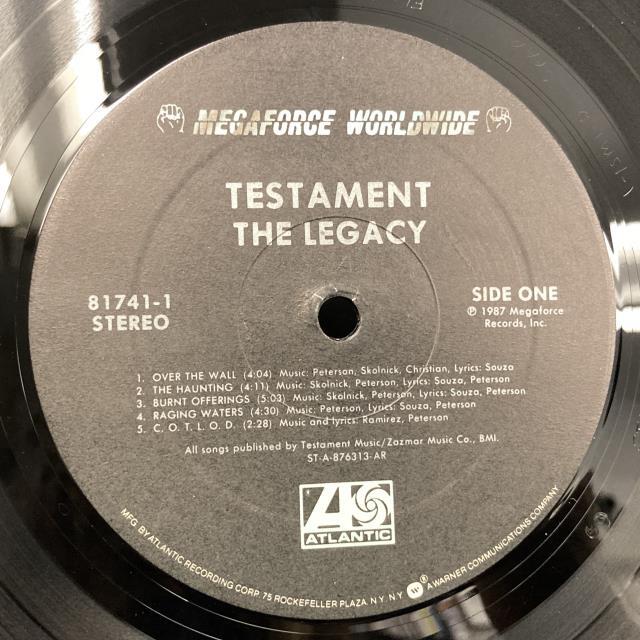 MEGAFORCE WORLDWIDE
TESTAMENT
THE LEGACY
81741-1
STEREO
SIDE ONE
℗ 1987 Megaforce
Records, Inc.
1. OVER THE WALL (4:04) Music: Peterson, Skolnick, Christian, Lyrics: Souza
2. THE HAUNTING (4:11) Music: Skolnick, Peterson, Lyrics: Souza, Peterson
3. BURNT OFFERINGS (5:03) Music: Skolnick, Peterson, Lyrics: Souza, Peterson
4. RAGING WATERS (4:30) Music: Peterson, Lyrics: Souza, Peterson
5. C. O. T. L. O. D. (2:28) Music and Lyrics: Ramirez, Peterson
All songs published by Testament Music/Zazmar Music Co., BMI.
ST-A-876313-AR
ATLANTIC
MFG. BY ATLANTIC RECORDING CORP. 75 ROCKEFELLER PLAZA. N.Y. N.Y. ® A WARNER COMMUNICATIONS COMPANY